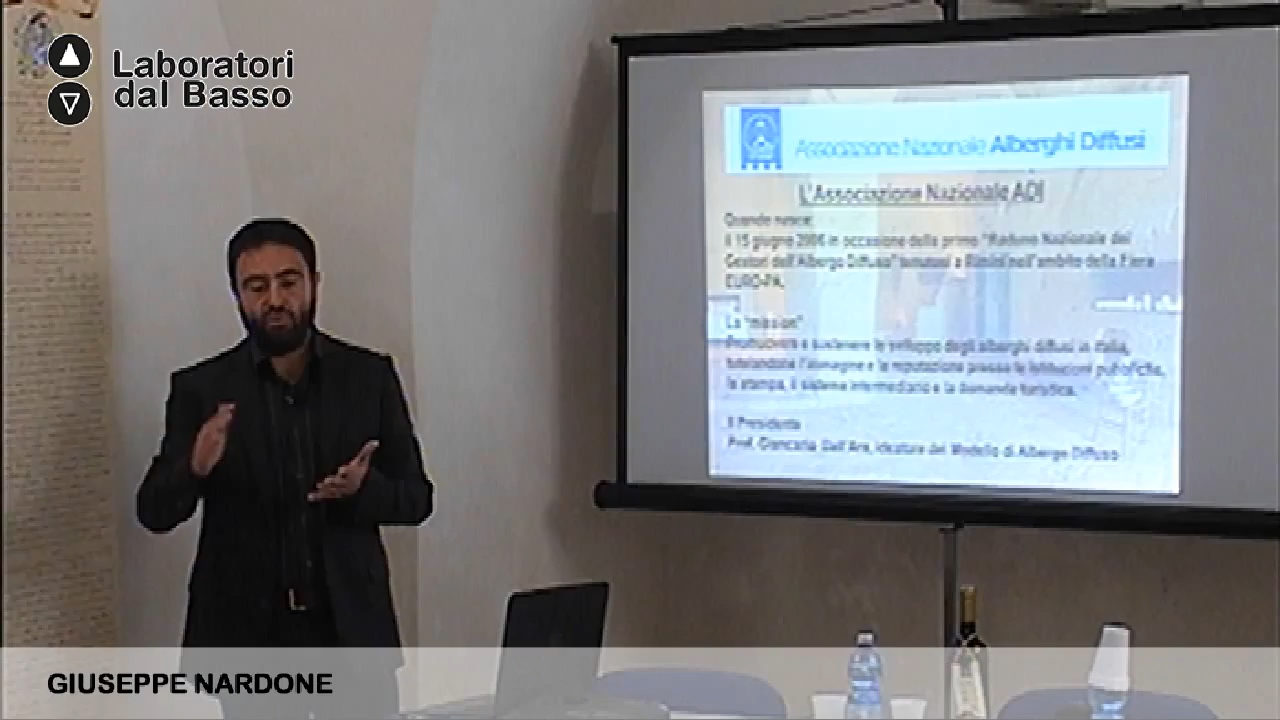 Laboratori
dal Basso
Associazione Nazionale Alberghi Diffusi
L'Associazione Nazionale ADI
Quando nasce:
Il 15 giugno 2006 in occasione della primo "Raduno Nazionale dei
Gestori dell'Albergo Diffuso" tenutosi a Rimini nell'ambito della Fiera
EURO-PA.
La "mission"
Promuovere e sostenere lo sviluppo degli alberghi diffusi in Italia,
tutelandone l'immagine e la reputazione presso le Istituzioni pubbliche,
la stampa, il sistema intermediario e la domanda turistica.
Il Presidente
Prof. Giancarlo Dall'Ara, ideatore del Modello di Albergo Diffuso
GIUSEPPE NARDONE